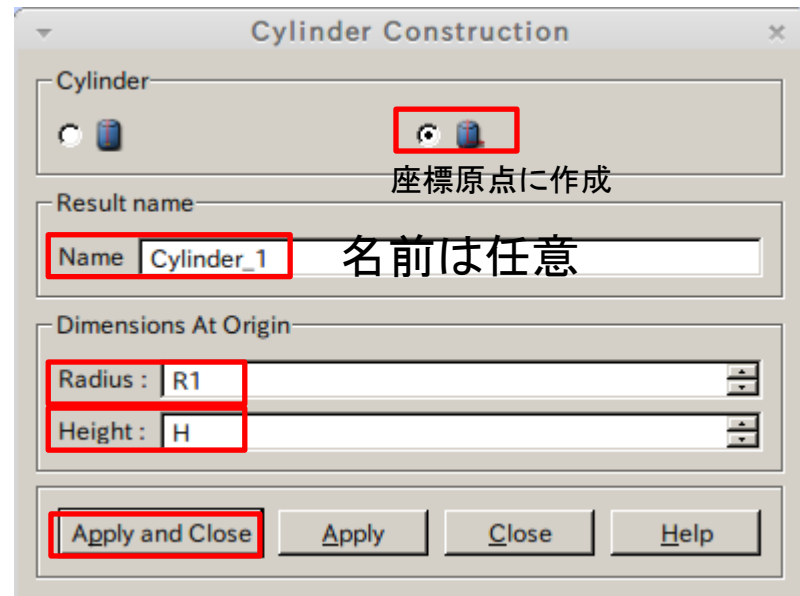 Cylinder Construction
Cylinder
座標原点に作成
Result name
Name Cylinder_1 名前は任意
Dimensions At Origin
Radius : R1
Height : H
Apply and Close Apply Close Help